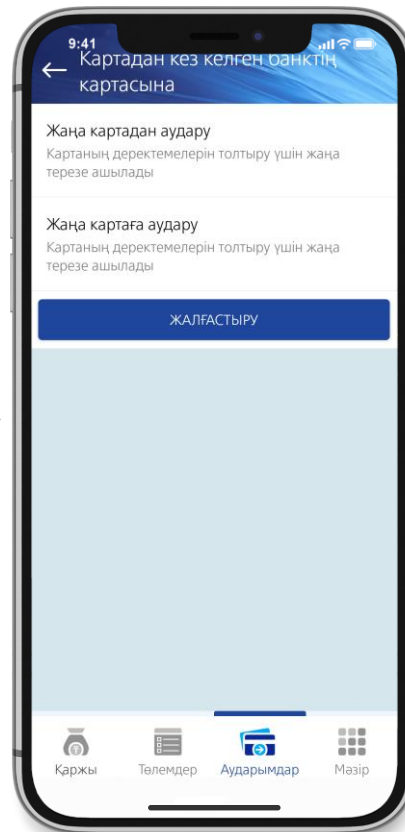 9:41
Картадан кез келген банктің
картасына
Жаңа картадан аудару
Картаның деректемелерін толтыру үшін жаңа
терезе ашылады
Жаңа картаға аудару
Картаның деректемелерін толтыру үшін жаңа
терезе ашылады
ЖАЛҒАСТЫРУ
Қаржы
Төлемдер
Аударымдар
Мәзір